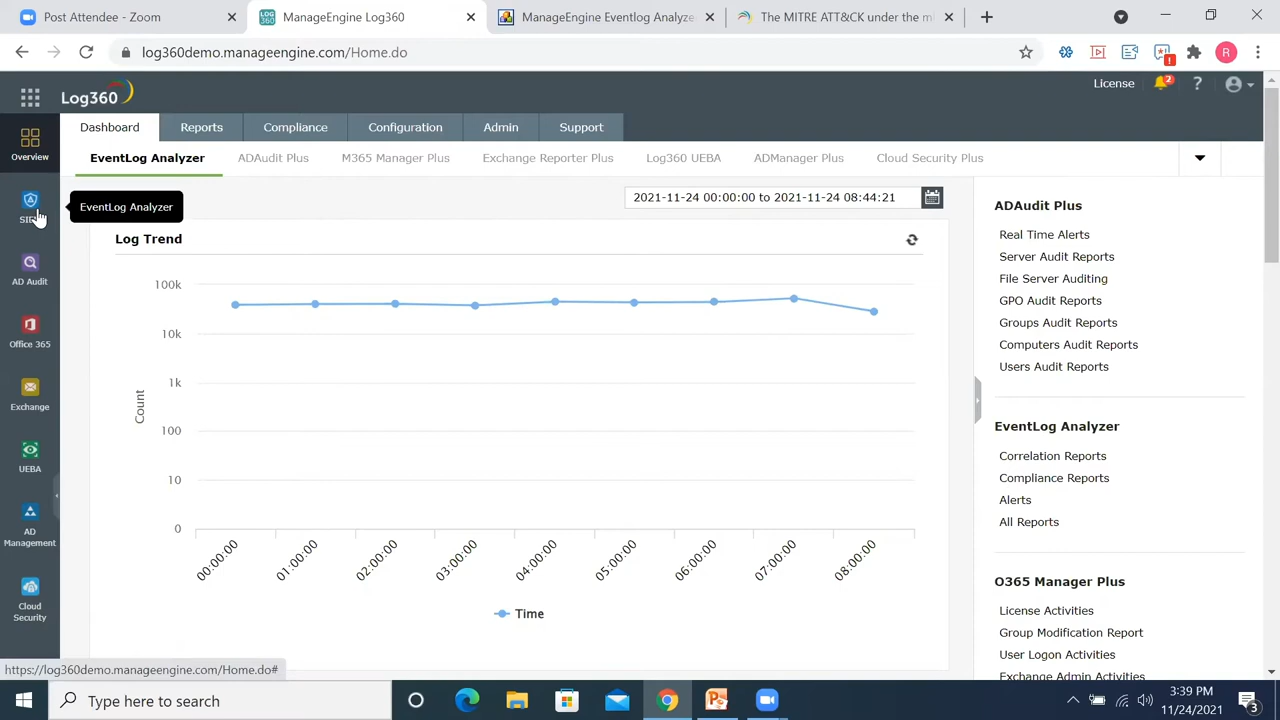 Post Attendee - Zoom
ManageEngine Log360
ManageEngine Eventlog Analyze
The MITRE ATT&CK under the mi
log360demo.manageengine.com/Home.do
R
Log360
License
2
Dashboard
Reports
Compliance
Configuration
Admin
Support
Overview
EventLog Analyzer
ADAudit Plus
M365 Manager Plus
Exchange Reporter Plus
Log360 UEBA
ADManager Plus
Cloud Security Plus
EventLog Analyzer
AD Audit
Office 365
Exchange
UEBA
AD
Management
Cloud
Security
2021-11-24 00:00:00 to 2021-11-24 08:44:21
Log Trend
100k
10k
1k
100
10
0
Count
00:00:00
01:00:00
02:00:00
03:00:00
04:00:00
05:00:00
06:00:00
07:00:00
08:00:00
Time
ADAudit Plus
Real Time Alerts
Server Audit Reports
File Server Auditing
GPO Audit Reports
Groups Audit Reports
Computers Audit Reports
Users Audit Reports
EventLog Analyzer
Correlation Reports
Compliance Reports
Alerts
All Reports
O365 Manager Plus
License Activities
Group Modification Report
User Logon Activities
Exchange Admin Activities
https://log360demo.manageengine.com/Home.do#
Type here to search
3:39 PM
11/24/2021
3